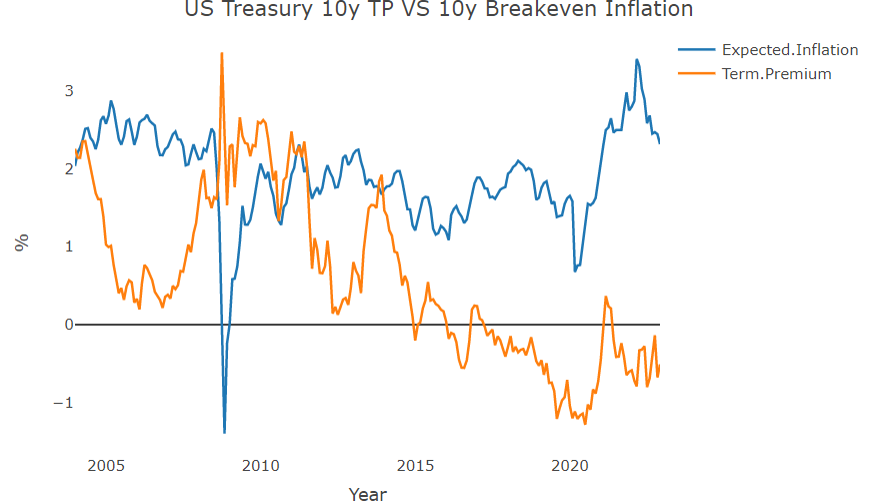 US Treasury 10y TP VS 10y Breakeven Inflation
Expected.Inflation
Term.Premium
3
2
1
0
−1
%
2005 2010 2015 2020
Year